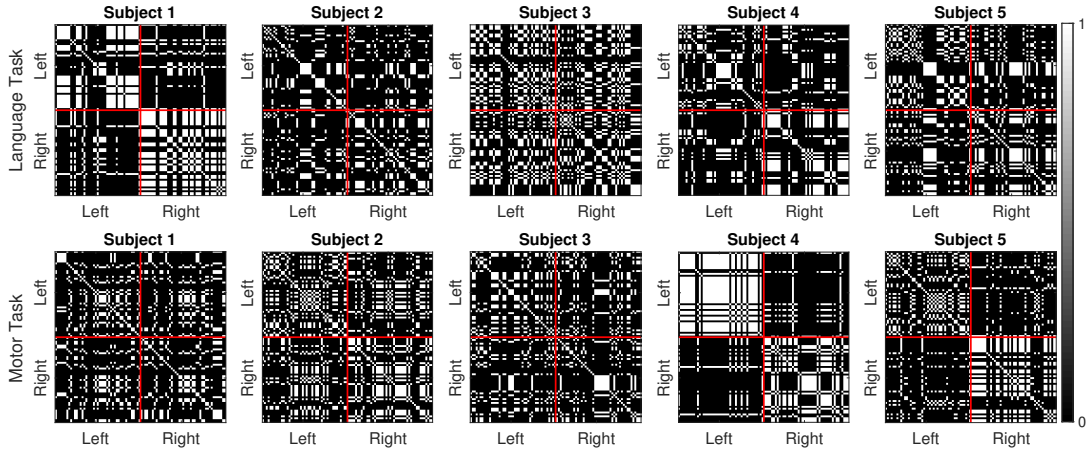 Subject 1 Subject 2 Subject 3 Subject 4 Subject 5
1
Language Task
Left Left Left Left Left
Right Right Right Right Right
Left Right Left Right Left Right Left Right Left Right
Subject 1 Subject 2 Subject 3 Subject 4 Subject 5
Motor Task
Left Left Left Left Left
Right Right Right Right Right
0
Left Right Left Right Left Right Left Right Left Right